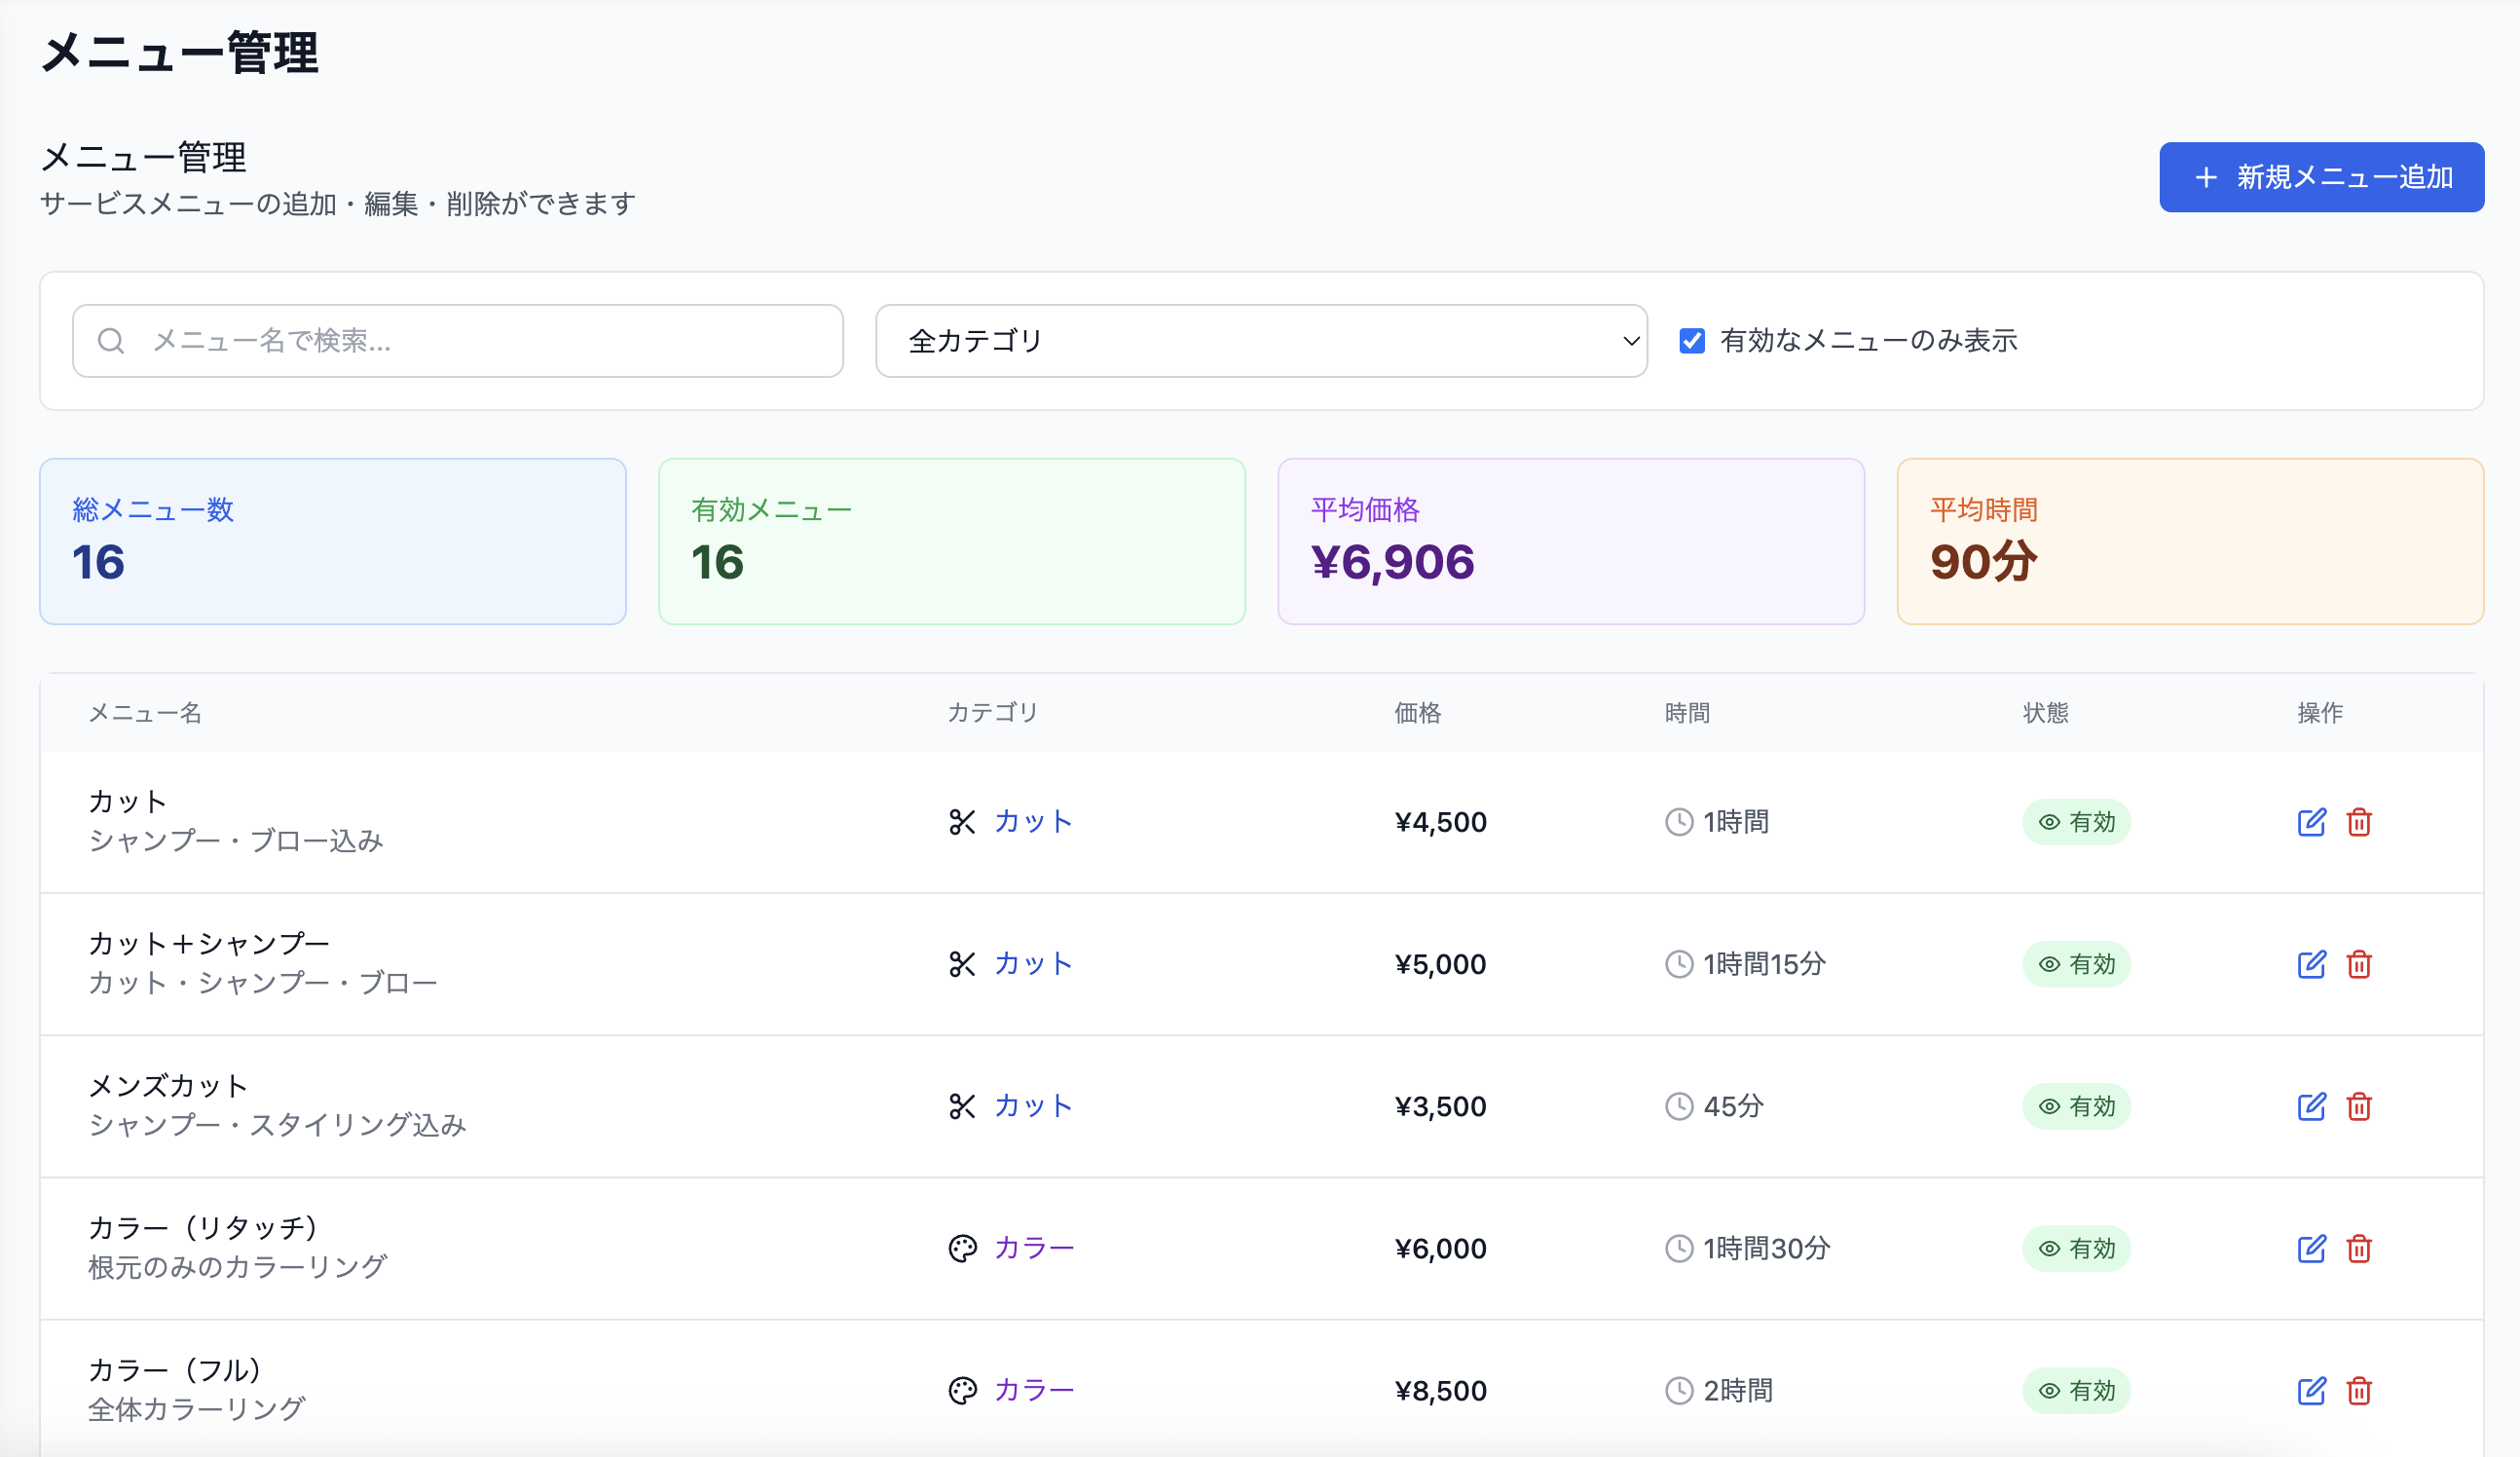 メニュー管理
メニュー管理
サービスメニューの追加・編集・削除ができます
＋ 新規メニュー追加
メニュー名で検索...
全カテゴリ
有効なメニューのみ表示
総メニュー数
16
有効メニュー
16
平均価格
¥6,906
平均時間
90分
メニュー名 カテゴリ 価格 時間 状態 操作
カット
シャンプー・ブロー込み
カット ¥4,500 1時間 有効
カット＋シャンプー
カット・シャンプー・ブロー
カット ¥5,000 1時間15分 有効
メンズカット
シャンプー・スタイリング込み
カット ¥3,500 45分 有効
カラー（リタッチ）
根元のみのカラーリング
カラー ¥6,000 1時間30分 有効
カラー（フル）
全体カラーリング
カラー ¥8,500 2時間 有効